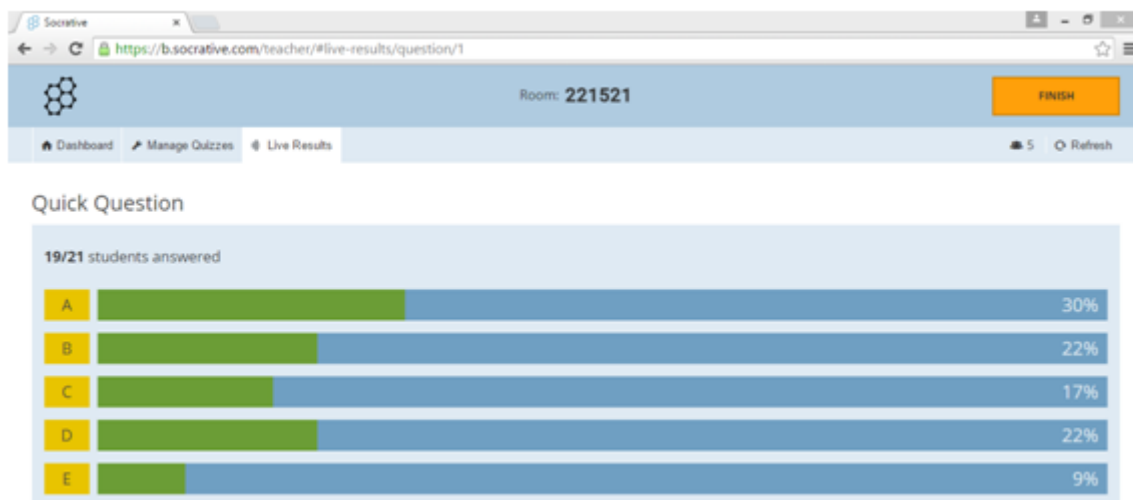 Socrative
https://b.socrative.com/teacher/#live-results/question/1
Room: 221521
FINISH
Dashboard Manage Quizzes Live Results 5 Refresh
Quick Question
19/21 students answered
A 30%
B 22%
C 17%
D 22%
E 9%